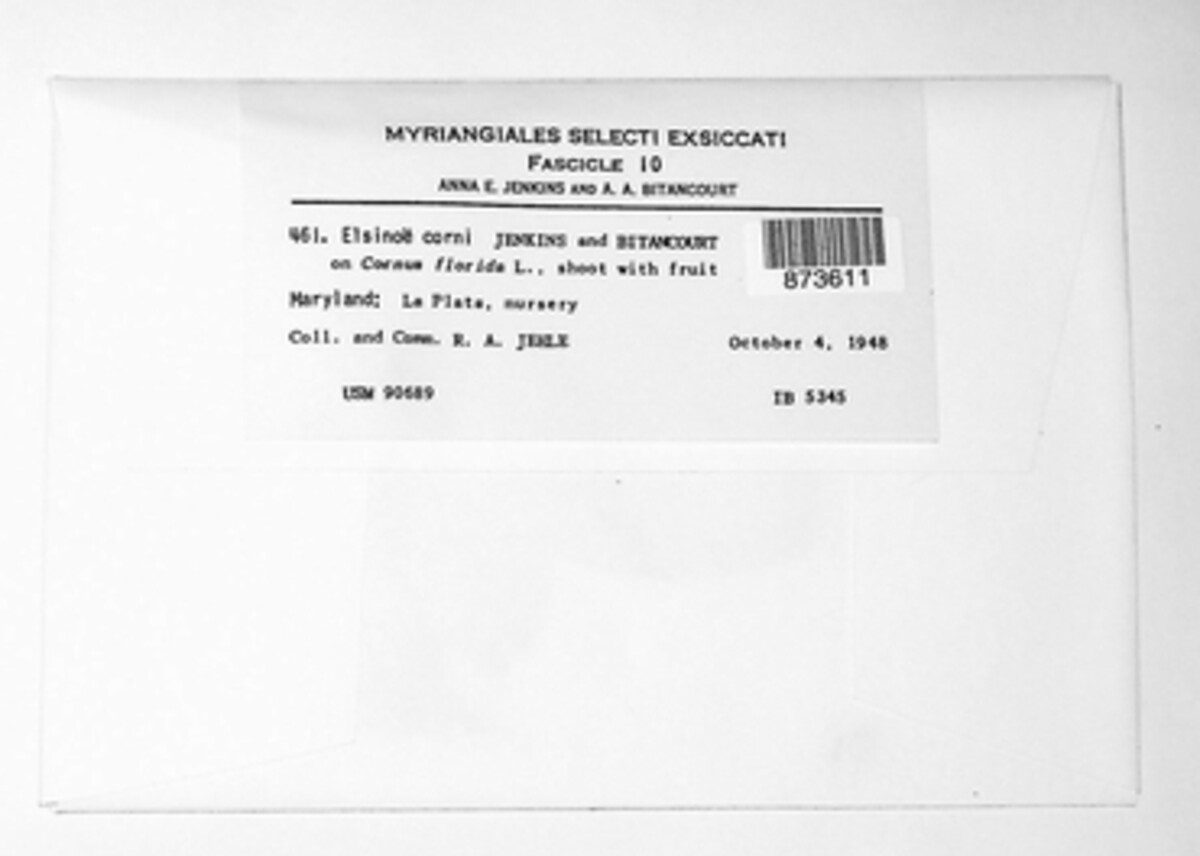 MYRIANGIALES SELECTI EXSICCATI
FASCICLE 10
ANNA E. JENKINS AND A. A. BITANCOURT
461. Elsinoë corni JENKINS and BITANCOURT
on Cornus florida L., shoot with fruit
873611
Maryland: La Plata, nursery
Coll. and Comm. R. A. JEHLE
October 4, 1948
USM 90689
IB 5345